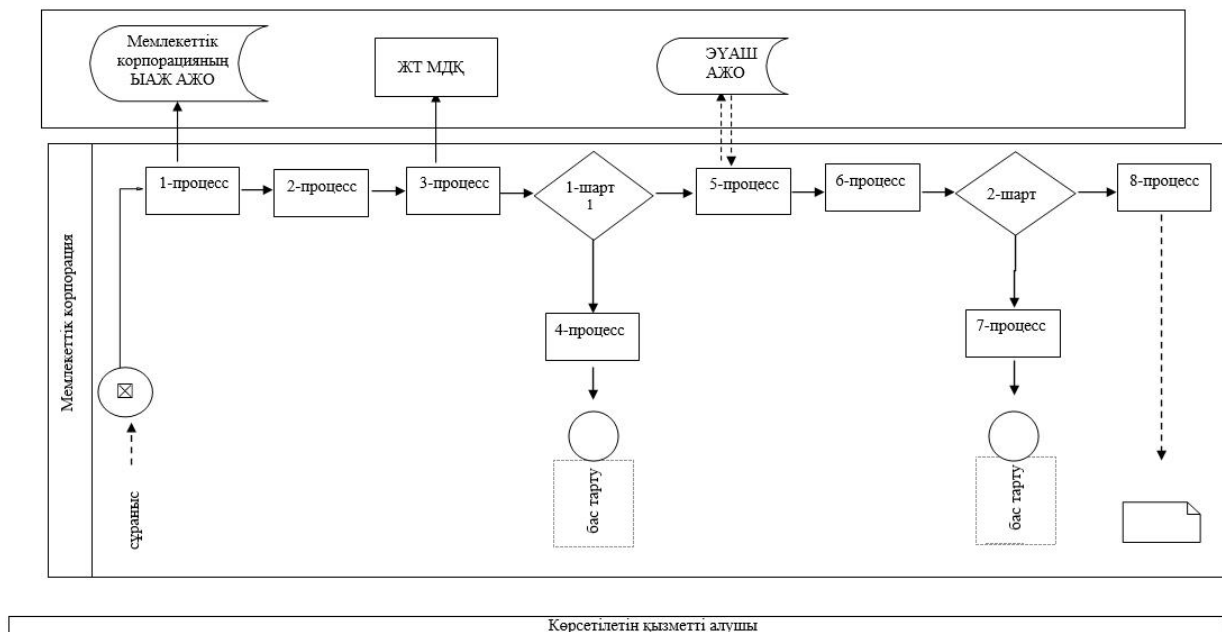 Мемлекеттік
корпорацияның
ЫАЖ АЖО
ЖТ МДҚ
ЭҮАШ
АЖО
Мемлекеттік корпорация
1-процесс
2-процесс
3-процесс
1-шарт
1
5-процесс
6-процесс
2-шарт
8-процесс
4-процесс
7-процесс
сұраныс
бас тарту
бас тарту
Көрсетілетін қызметті алушы